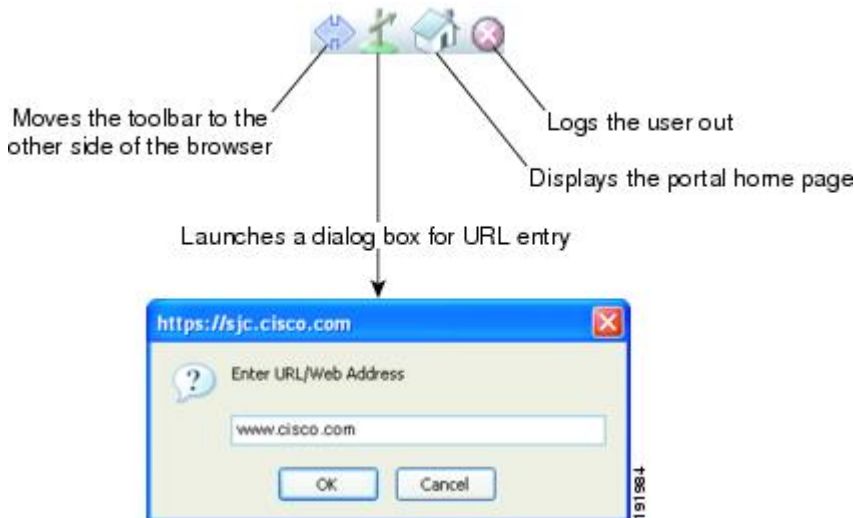 Moves the toolbar to the
other side of the browser
Logs the user out
Displays the portal home page
Launches a dialog box for URL entry
https://sjc.cisco.com
Enter URL/Web Address
www.cisco.com
OK
Cancel
191984